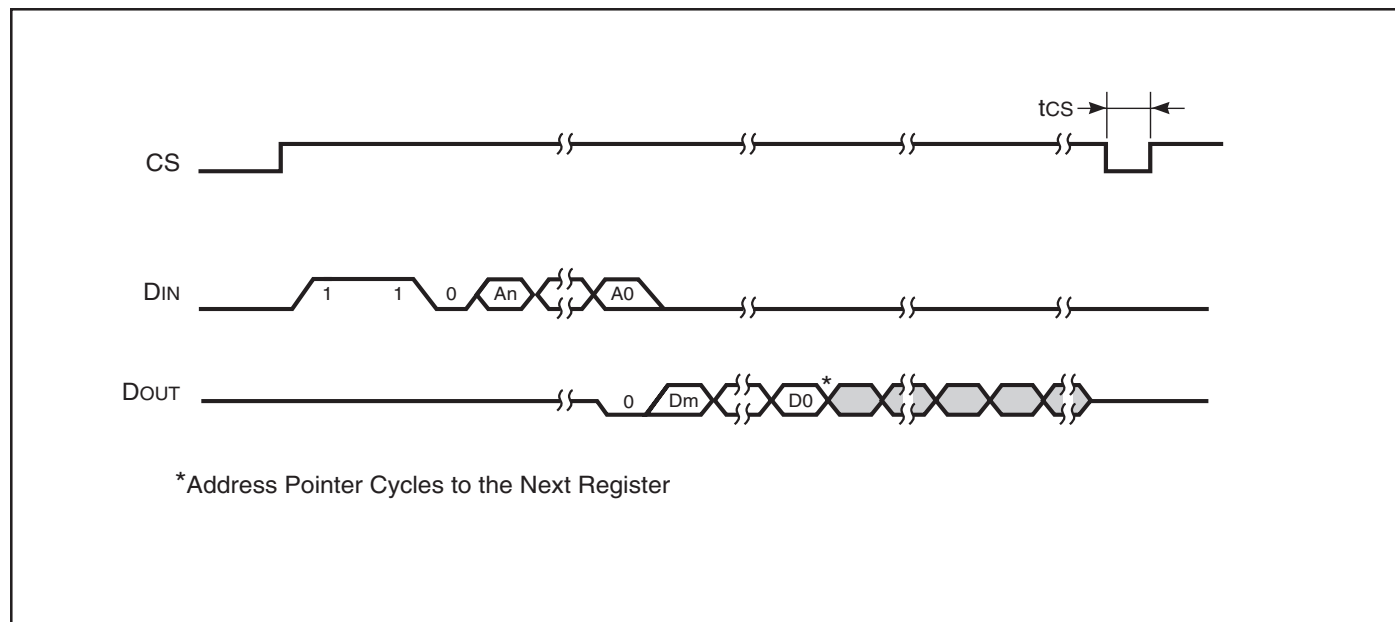 tCS
CS
DIN 1 1 0 An A0
DOUT 0 Dm D0 *
*Address Pointer Cycles to the Next Register